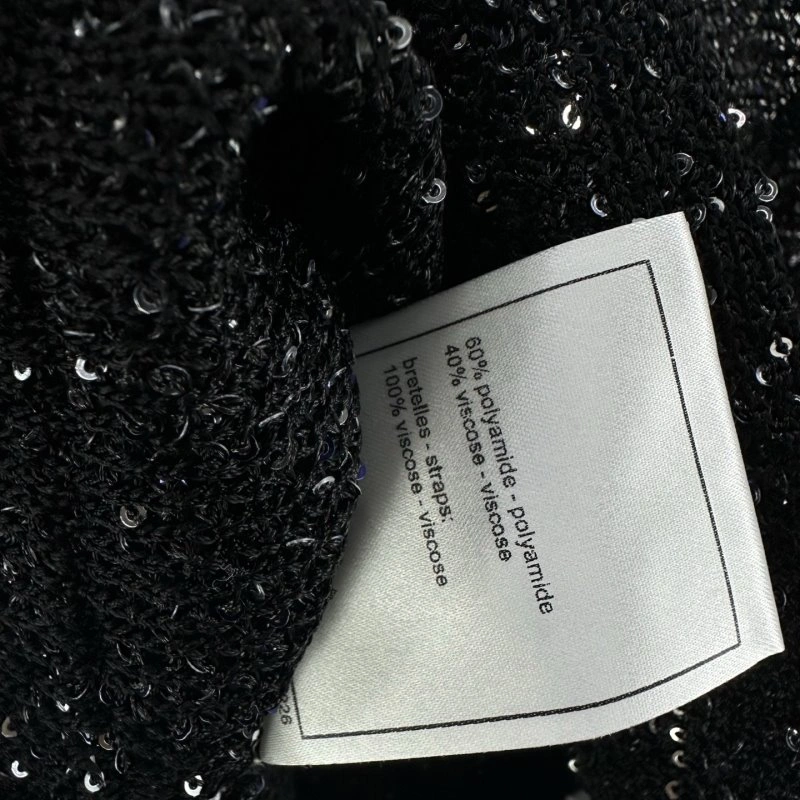 60% polyamide - polyamide
40% viscose - viscose
bretelles - straps:
100% viscose - viscose